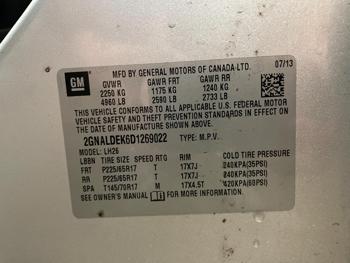 GM
MFD BY GENERAL MOTORS OF CANADA LTD.
07/13
GVWR GAWR FRT GAWR RR
2250 KG 1175 KG 1240 KG
4960 LB 2590 LB 2733 LB
THIS VEHICLE CONFORMS TO ALL APPLICABLE U.S. FEDERAL MOTOR
VEHICLE SAFETY AND THEFT PREVENTION STANDARDS IN EFFECT ON
THE DATE OF MANUFACTURE SHOWN ABOVE.
2GNALDEK6D1269022 TYPE: M.P.V.
MODEL: LH26
LBBN TIRE SIZE SPEED RTG RIM COLD TIRE PRESSURE
FRT P225/65R17 T 17X7J 240KPA(35PSI)
RR P225/65R17 T 17X7J 240KPA(35PSI)
SPA T145/70R17 M 17X4.5T 420KPA(60PSI)
SEE OWNER'S MANUAL FOR